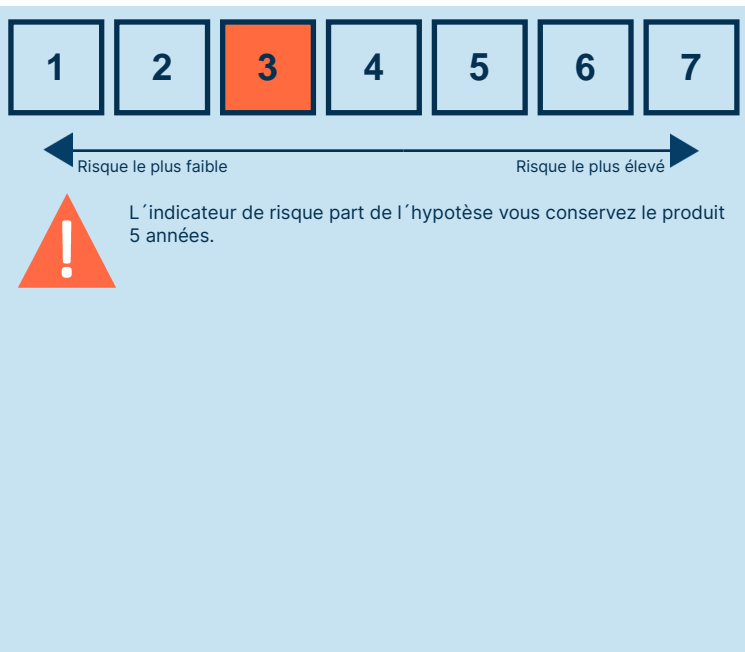 1 2 3 4 5 6 7
Risque le plus faible Risque le plus élevé
!
L´indicateur de risque part de l´hypotèse vous conservez le produit
5 années.